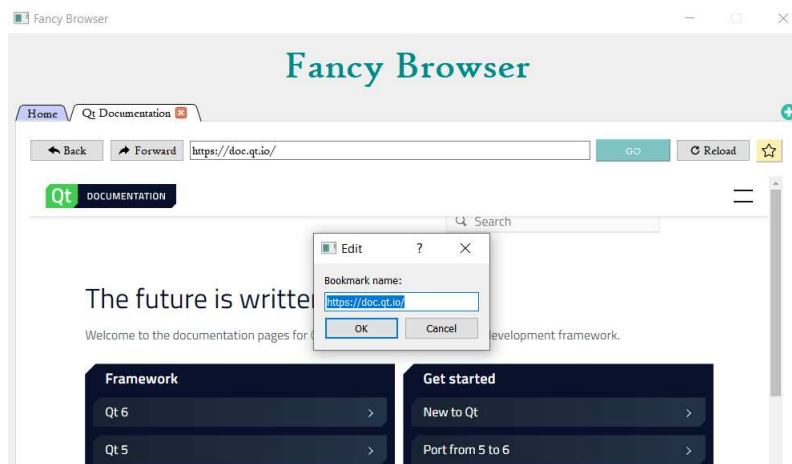 Fancy Browser
Fancy Browser
Home Qt Documentation
Back Forward https://doc.qt.io/ GO Reload
Qt DOCUMENTATION
Search
Edit ?
Bookmark name:
https://doc.qt.io/
OK Cancel
The future is writte
Welcome to the documentation pages for
evelopment framework.
Framework Get started
Qt 6 New to Qt
Qt 5 Port from 5 to 6